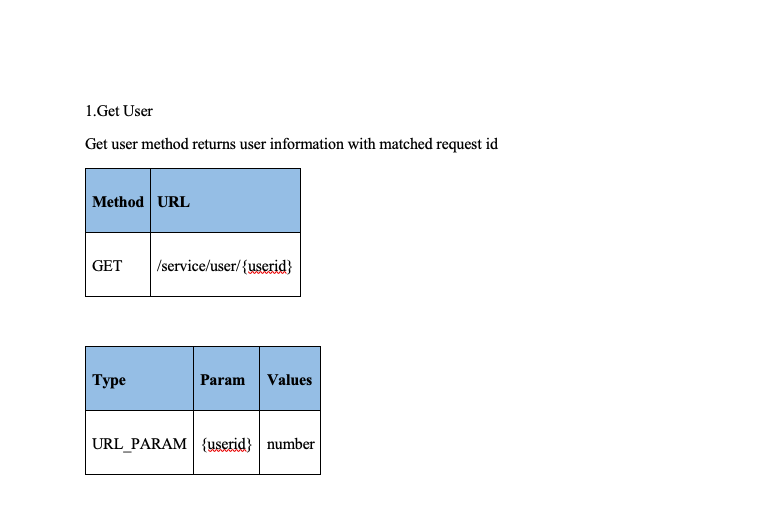 1.Get User
Get user method returns user information with matched request id
Method URL
GET /service/user/{userid}
Type Param Values
URL_PARAM {userid} number